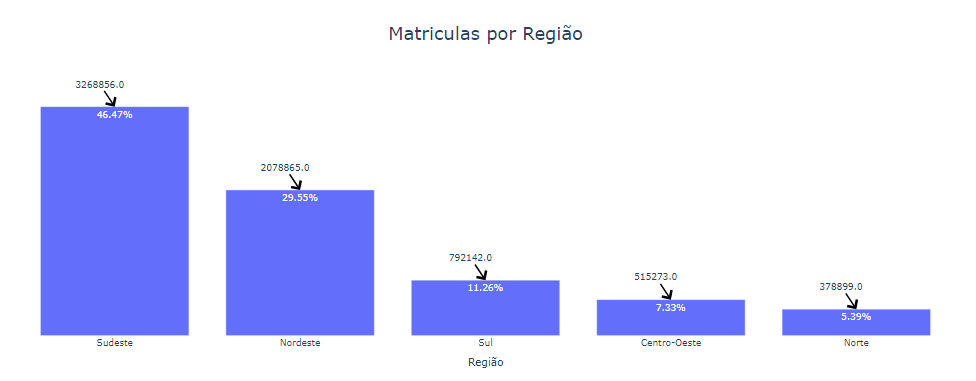 Matriculas por Região
3268856.0
46.47%
2078865.0
29.55%
792142.0
11.26%
515273.0
7.33%
378899.0
5.39%
Sudeste
Nordeste
Sul
Centro-Oeste
Norte
Região